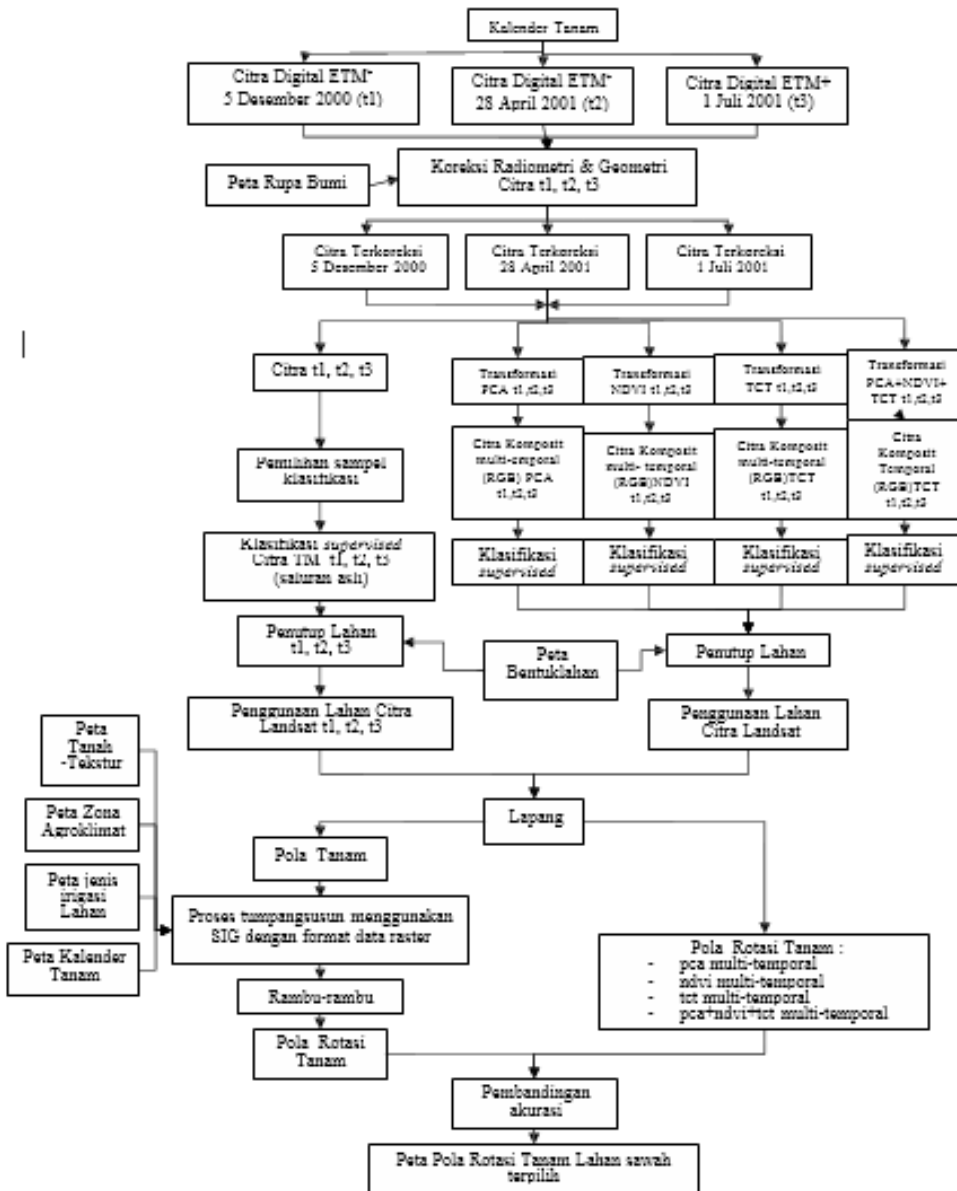 Kalender Tanam
Citra Digital ETM+
5 Desember 2000 (t1)
Citra Digital ETM+
28 April 2001 (t2)
Citra Digital ETM+
1 Juli 2001 (t3)
Peta Rupa Bumi
Koreksi Radiometri & Geometri
Citra t1, t2, t3
Citra Terkoreksi
5 Desember 2000
Citra Terkoreksi
28 April 2001
Citra Terkoreksi
1 Juli 2001
Citra t1, t2, t3
Transformasi
PCA t1,t2,t3
Transformasi
NDVI t1,t2,t3
Transformasi
TCT t1,t2,t3
Transformasi
PCA+NDVI+
TCT t1,t2,t3
Pemilihan sampel
klasifikasi
Citra Komposit
multi-emporal
(RGB) PCA
t1,t2,t3
Citra Komposit
multi- temporal
(RGB)NDVI
t1,t2,t3
Citra Komposit
multi-temporal
(RGB)TCT
t1,t2,t3
Citra
Komposit
Temporal
(RGB)TCT
t1,t2,t3
Klasifikasi supervised
Citra TM t1, t2, t3
(saluran asli)
Klasifikasi
supervised
Klasifikasi
supervised
Klasifikasi
supervised
Klasifikasi
supervised
Penutup Lahan
t1, t2, t3
Peta
Bentuklahan
Penutup Lahan
Penggunaan Lahan Citra
Landsat t1, t2, t3
Penggunaan Lahan
Citra Landsat
Peta
Tanah
-Tekstur
Peta Zona
Agroklimat
Peta jenis
irigasi
Lahan
Peta Kalender
Tanam
Lapang
Pola Tanam
Proses tumpangsusun menggunakan
SIG dengan format data raster
Rambu-rambu
Pola Rotasi
Tanam
Pola Rotasi Tanam :
- pca multi-temporal
- ndvi multi-temporal
- tct multi-temporal
- pca+ndvi+tct multi-temporal
Pembandingan
akurasi
Peta Pola Rotasi Tanam Lahan sawah
terpilih